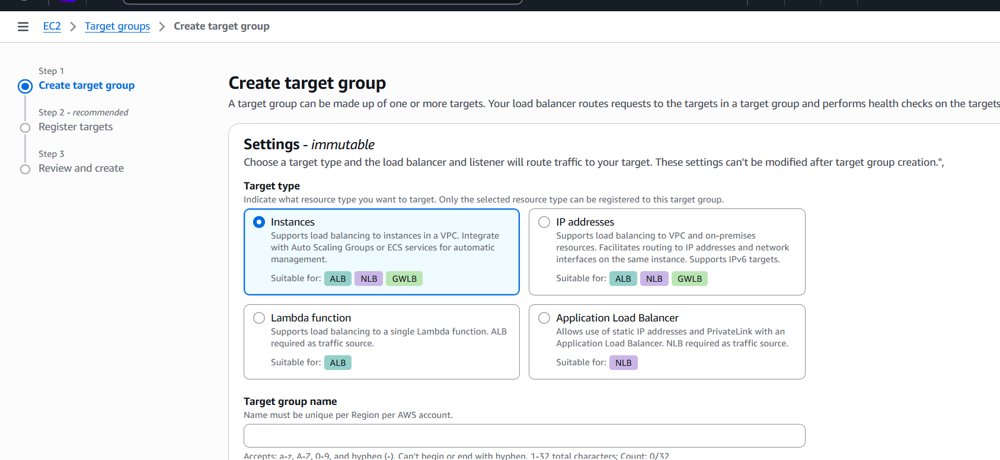 EC2 > Target groups > Create target group
Step 1
Create target group
Step 2 - recommended
Register targets
Step 3
Review and create
Create target group
A target group can be made up of one or more targets. Your load balancer routes requests to the targets in a target group and performs health checks on the targets
Settings - immutable
Choose a target type and the load balancer and listener will route traffic to your target. These settings can't be modified after target group creation.",
Target type
Indicate what resource type you want to target. Only the selected resource type can be registered to this target group.
Instances
Supports load balancing to instances in a VPC. Integrate
with Auto Scaling Groups or ECS services for automatic
management.
Suitable for: ALB NLB GWLB
IP addresses
Supports load balancing to VPC and on-premises
resources. Facilitates routing to IP addresses and network
interfaces on the same instance. Supports IPv6 targets.
Suitable for: ALB NLB GWLB
Lambda function
Supports load balancing to a single Lambda function. ALB
required as traffic source.
Suitable for: ALB
Application Load Balancer
Allows use of static IP addresses and PrivateLink with an
Application Load Balancer. NLB required as traffic source.
Suitable for: NLB
Target group name
Name must be unique per Region per AWS account.
Accepts: a-z, A-Z, 0-9, and hyphen (-). Can't begin or end with hyphen. 1-32 total characters; Count: 0/32